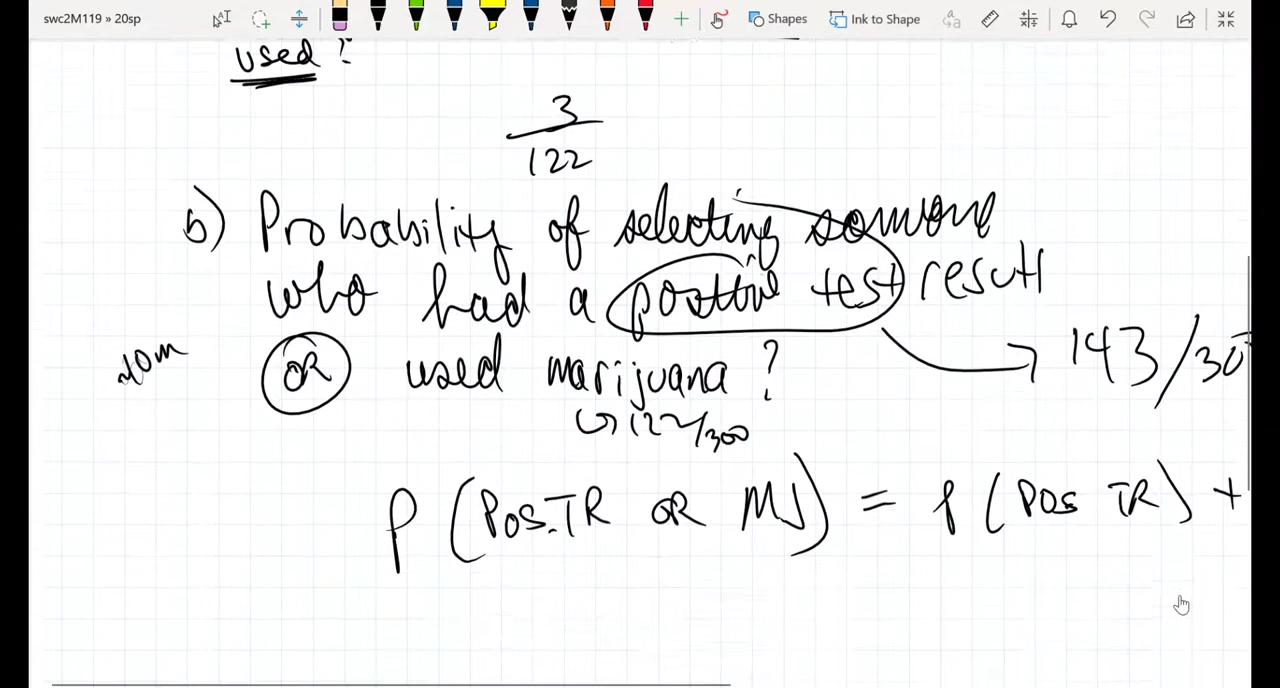 swc2M119 » 20sp
Shapes
Ink to Shape
used?
3
122
b) Probability of selecting someone
who had a positive test result
OR used marijuana?
143/30
122/300
P (POS.TR OR MJ) = P (POS TR) +